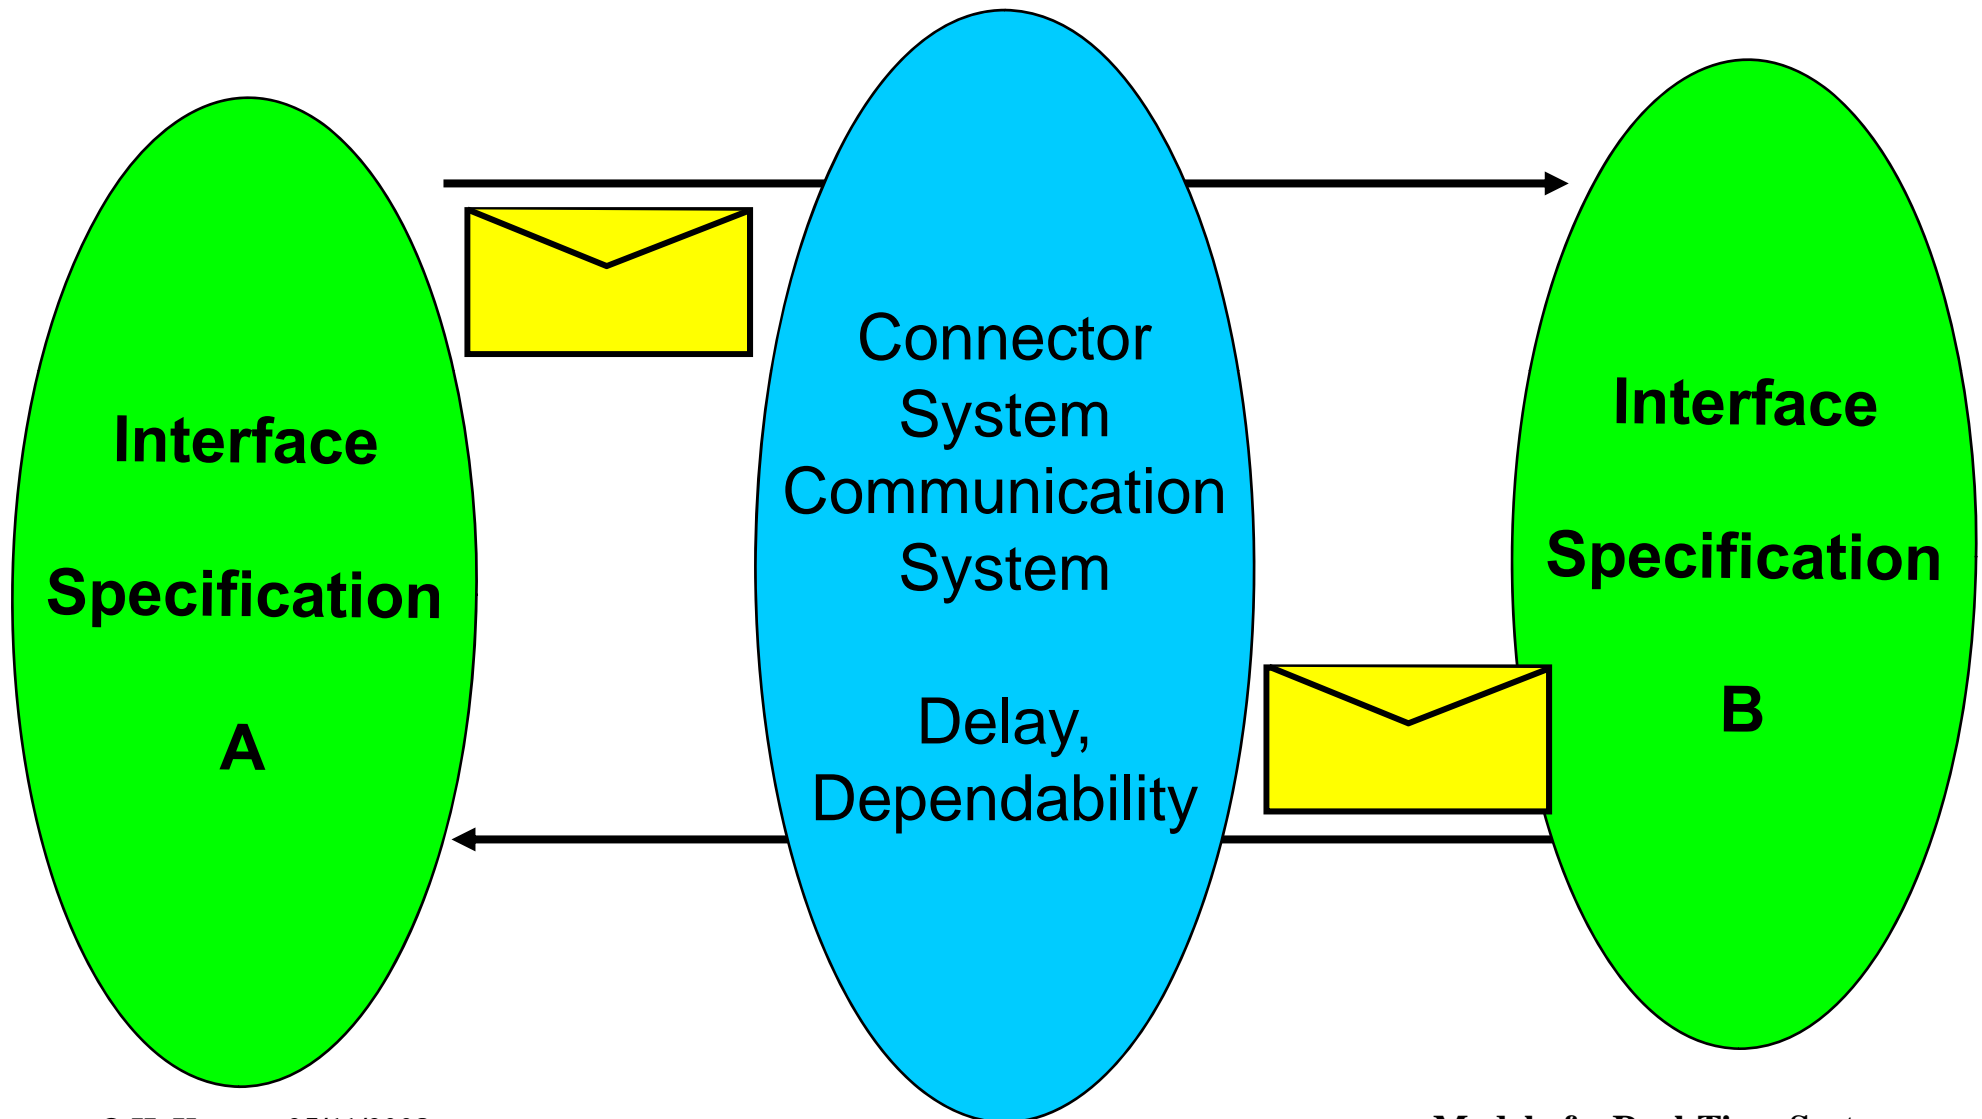 Interface
Specification
A
Connector
System
Communication
System
Delay,
Dependability
Interface
Specification
B